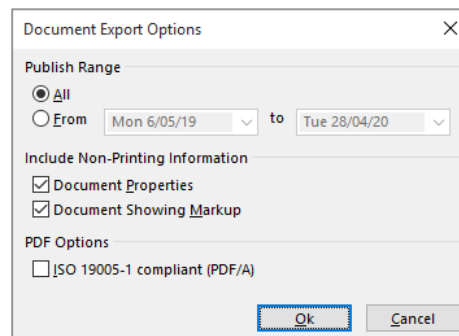 Document Export Options
Publish Range
All
From Mon 6/05/19 to Tue 28/04/20
Include Non-Printing Information
Document Properties
Document Showing Markup
PDF Options
ISO 19005-1 compliant (PDF/A)
Ok Cancel